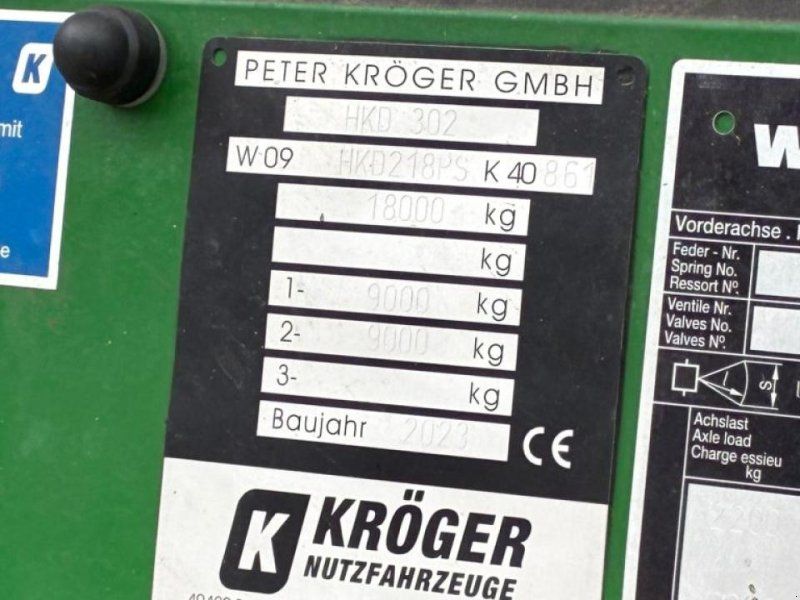 K
mit
e
PETER KRÖGER GMBH
HKD 302
W 09 HKD218PS K 40 861
18000 kg
kg
1- 9000 kg
2- 9000 kg
3- kg
Baujahr 2023 CE
K KRÖGER
NUTZFAHRZEUGE
W
Vorderachse .
Feder - Nr.
Spring No.
Ressort Nº.
Ventile Nr.
Valves No.
Valves Nº.
S
Achslast
Axle load
Charge essieu
kg